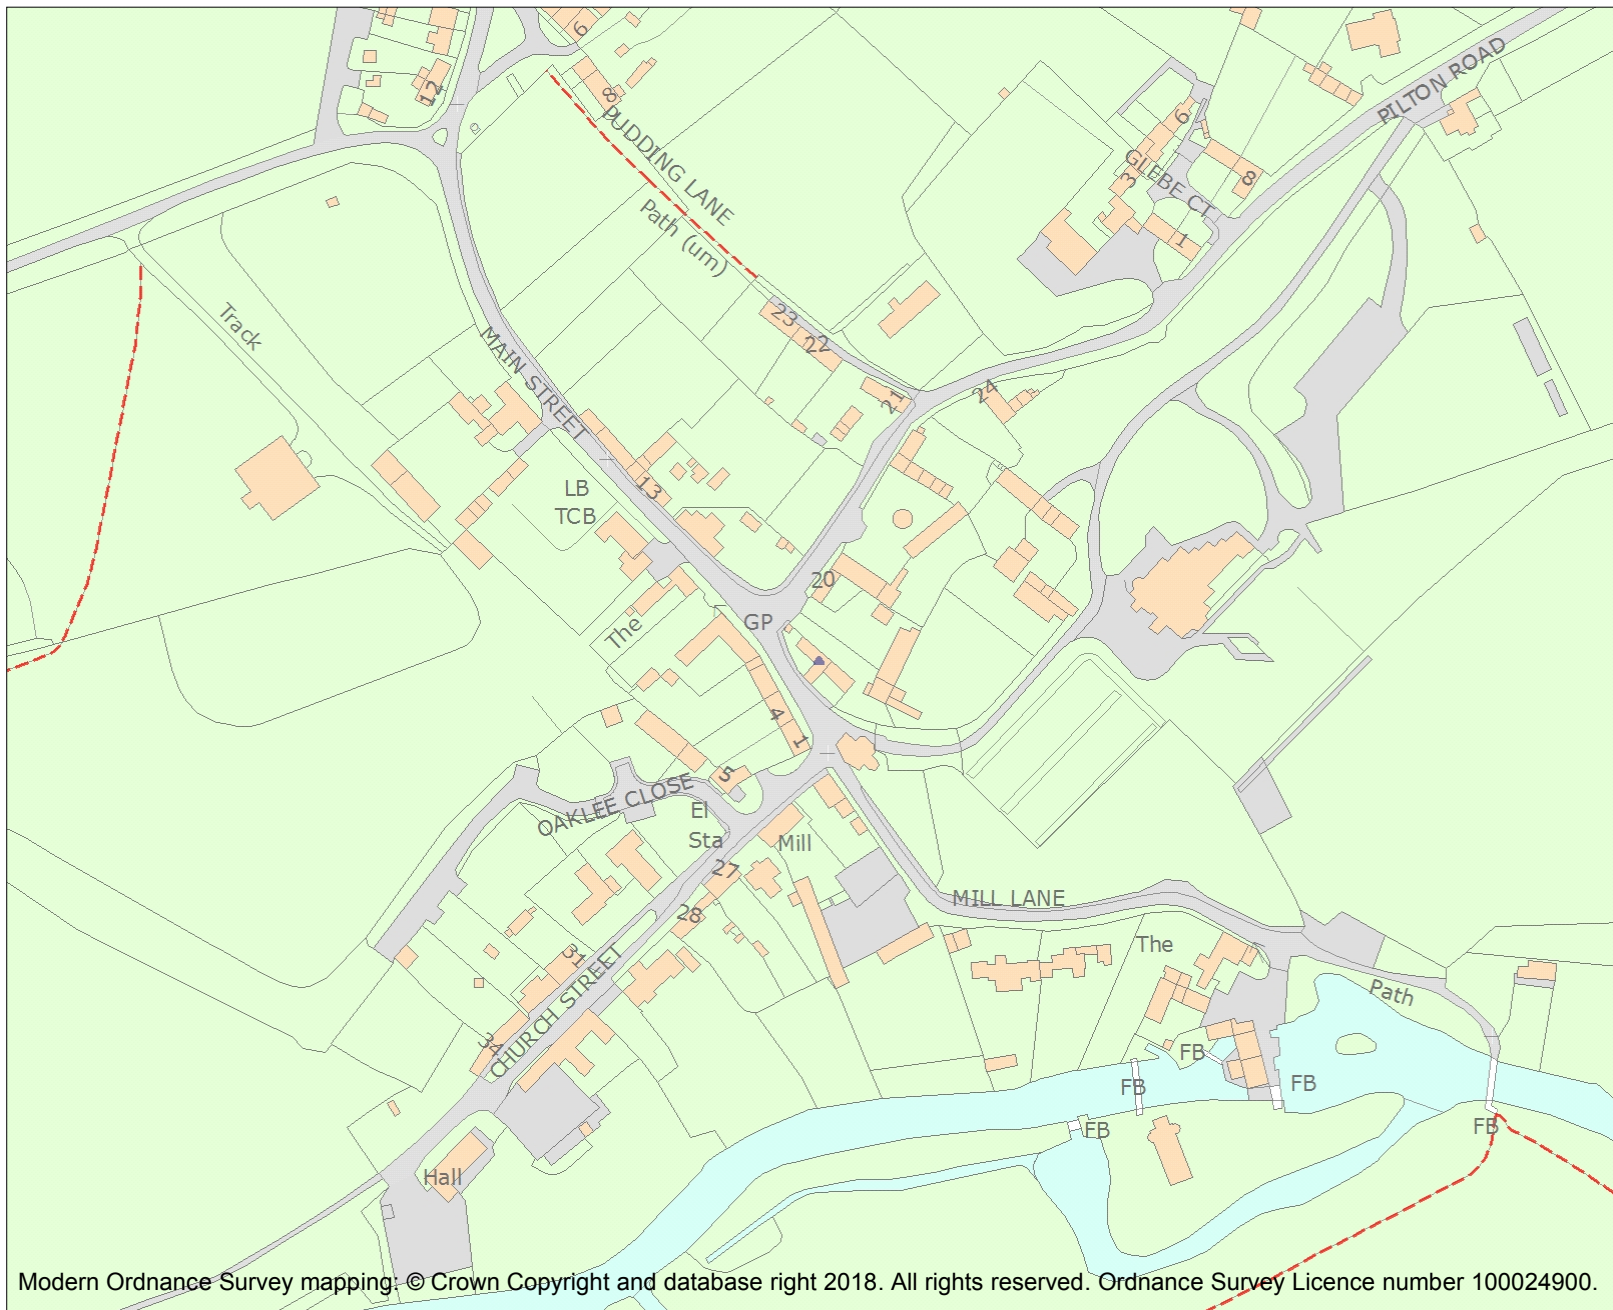 6
12
8
PUDDING LANE
Path (um)
PILTON ROAD
6
GLEBE CT
3
8
1
Track
MAIN STREET
23
22
21
24
13
LB
TCB
20
GP
The
4
1
5
OAKLEE CLOSE
El
Sta
Mill
27
28
MILL LANE
The
31
CHURCH STREET
34
Path
FB
FB
FB
FB
FB
Hall
Modern Ordnance Survey mapping: © Crown Copyright and database right 2018. All rights reserved. Ordnance Survey Licence number 100024900.